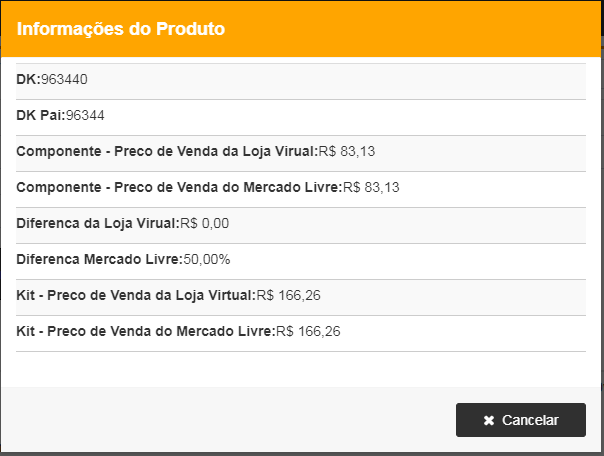 Informações do Produto
DK:963440
DK Pai:96344
Componente - Preco de Venda da Loja Virual:R$ 83,13
Componente - Preco de Venda do Mercado Livre:R$ 83,13
Diferenca da Loja Virual:R$ 0,00
Diferenca Mercado Livre:50,00%
Kit - Preco de Venda da Loja Virtual:R$ 166,26
Kit - Preco de Venda do Mercado Livre:R$ 166,26
✖ Cancelar